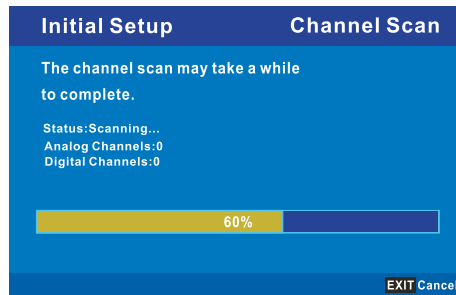 Initial Setup Channel Scan
The channel scan may take a while
to complete.
Status:Scanning...
Analog Channels:0
Digital Channels:0
60%
EXIT Cancel